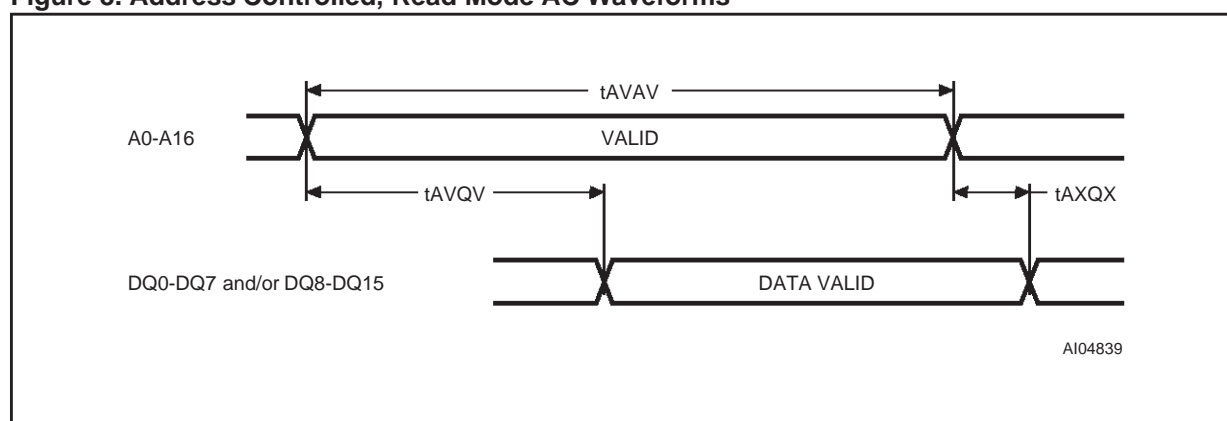 Figure 8. Address Controlled, Read Mode AC Waveforms
tAVAV
A0-A16
VALID
tAVQV
tAXQX
DQ0-DQ7 and/or DQ8-DQ15
DATA VALID
AI04839